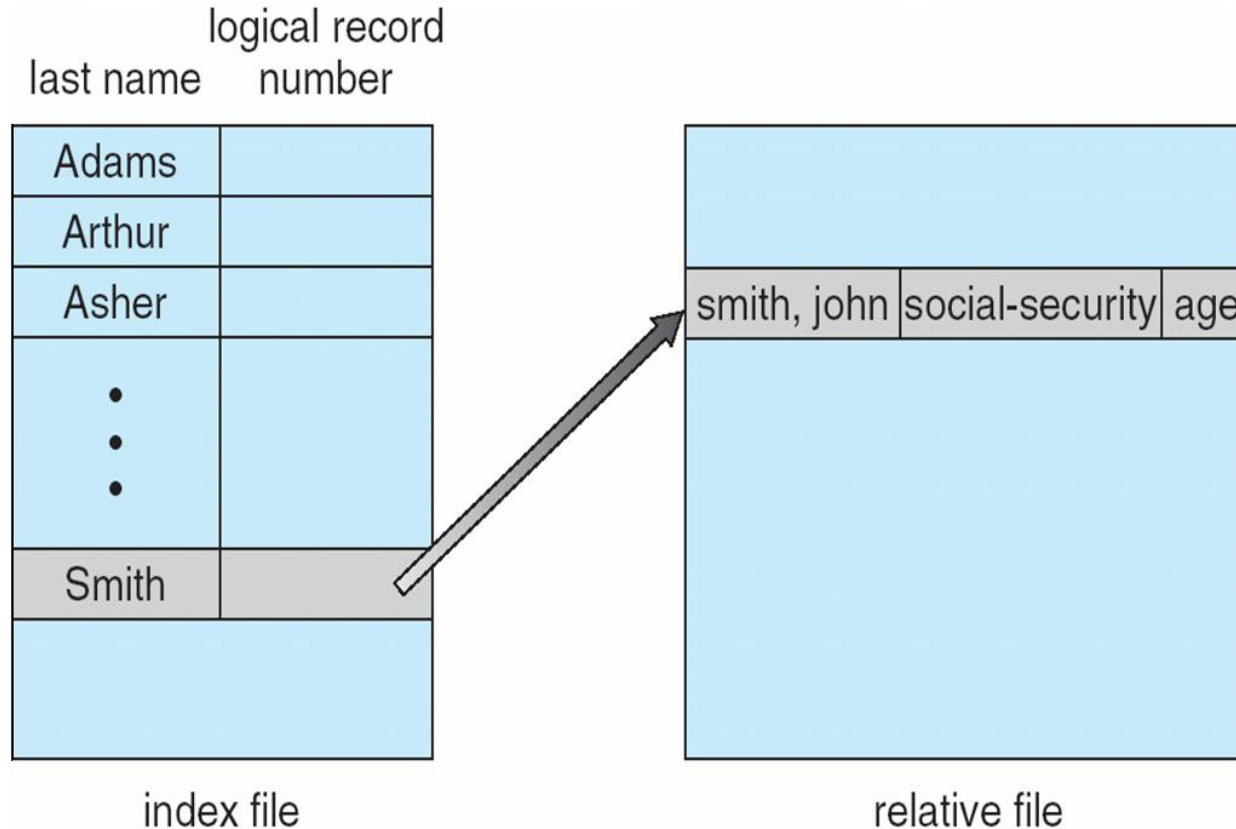 logical record
last name number
Adams
Arthur
Asher
Smith
smith, john social-security age
index file relative file